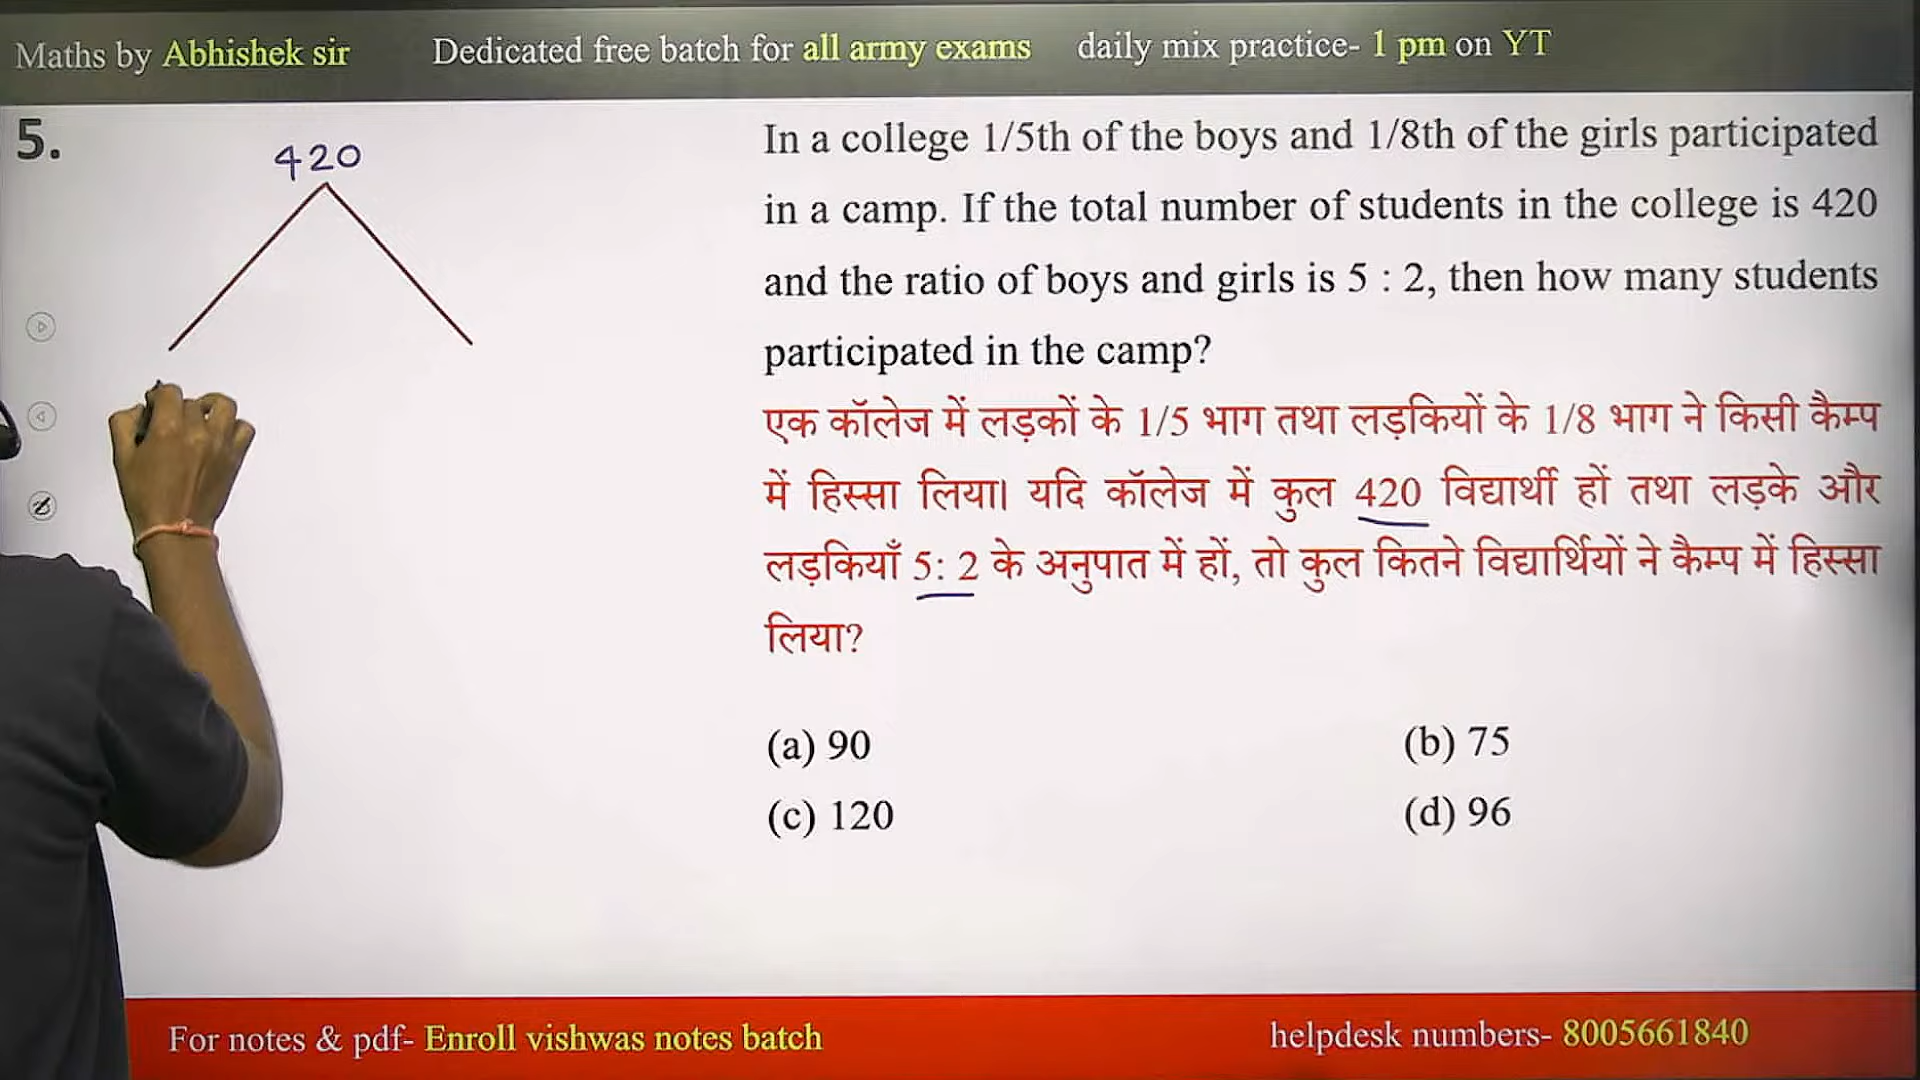 Maths by Abhishek sir Dedicated free batch for all army exams daily mix practice- 1 pm on YT
5.
420
In a college 1/5th of the boys and 1/8th of the girls participated
in a camp. If the total number of students in the college is 420
and the ratio of boys and girls is 5 : 2, then how many students
participated in the camp?
एक कॉलेज में लड़कों के 1/5 भाग तथा लड़कियों के 1/8 भाग ने किसी कैम्प
में हिस्सा लिया। यदि कॉलेज में कुल 420 विद्यार्थी हों तथा लड़के और
लड़कियाँ 5: 2 के अनुपात में हों, तो कुल कितने विद्यार्थियों ने कैम्प में हिस्सा
लिया?
(a) 90 (b) 75
(c) 120 (d) 96
For notes & pdf- Enroll vishwas notes batch helpdesk numbers- 8005661840